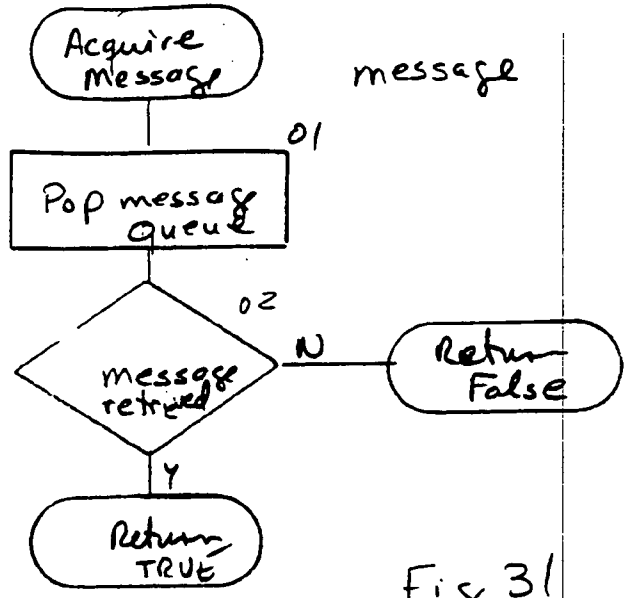 Acquire
Message
message
01
Pop message
Queue
02
message
retrieved
N
Return
False
Y
Return
TRUE
Fig 31